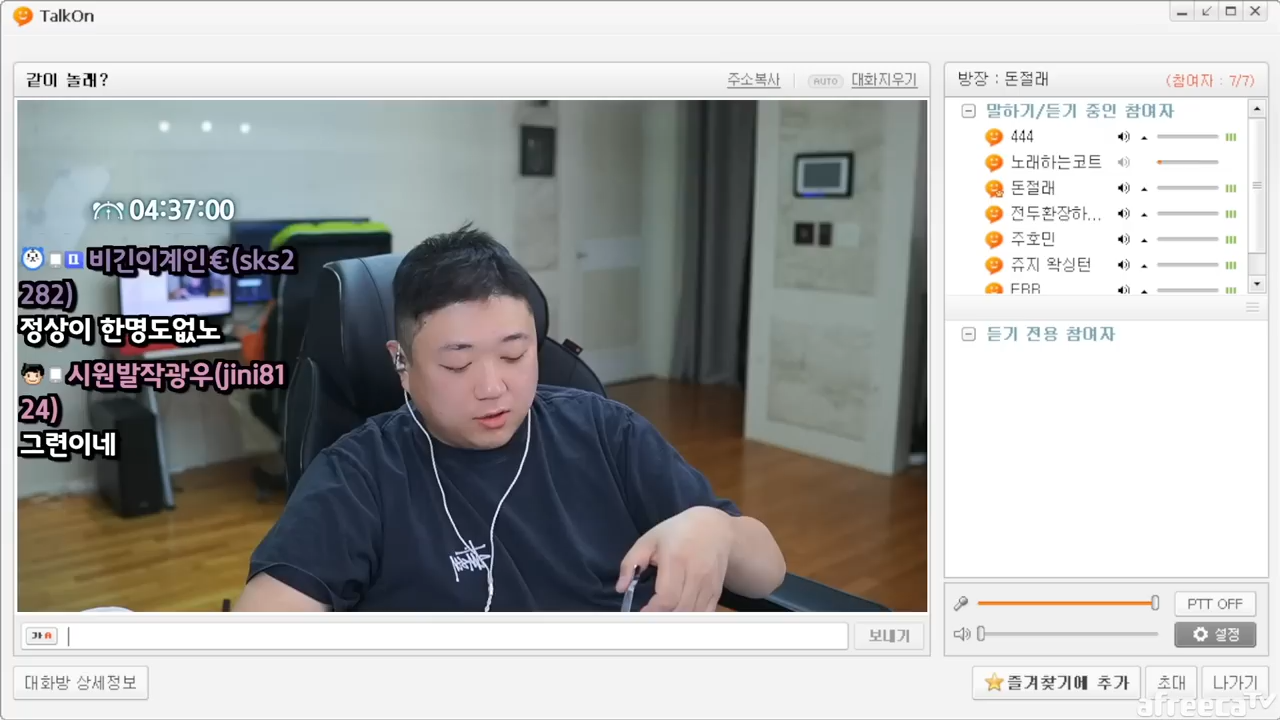 TalkOn
같이 놀래?
주소복사
AUTO
대화지우기
방장 : 돈절래
(참여자 : 7/7)
말하기/듣기 중인 참여자
444
노래하는코트
돈절래
전두환장하...
주호민
쥬지 왁싱턴
FBB
듣기 전용 참여자
04:37:00
비긴이계인€(sks2
282)
정상이 한명도없노
시원발작광우(jini81
24)
그련이네
가
보내기
PTT OFF
설정
대화방 상세정보
즐겨찾기에 추가
초대
나가기
afreecaTV